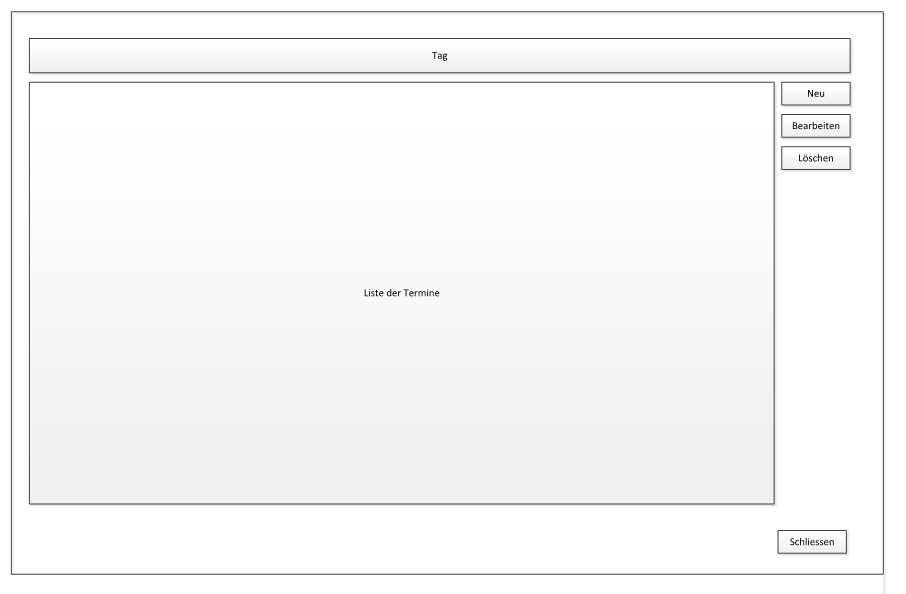 Tag
Neu
Bearbeiten
Löschen
Liste der Termine
Schliessen